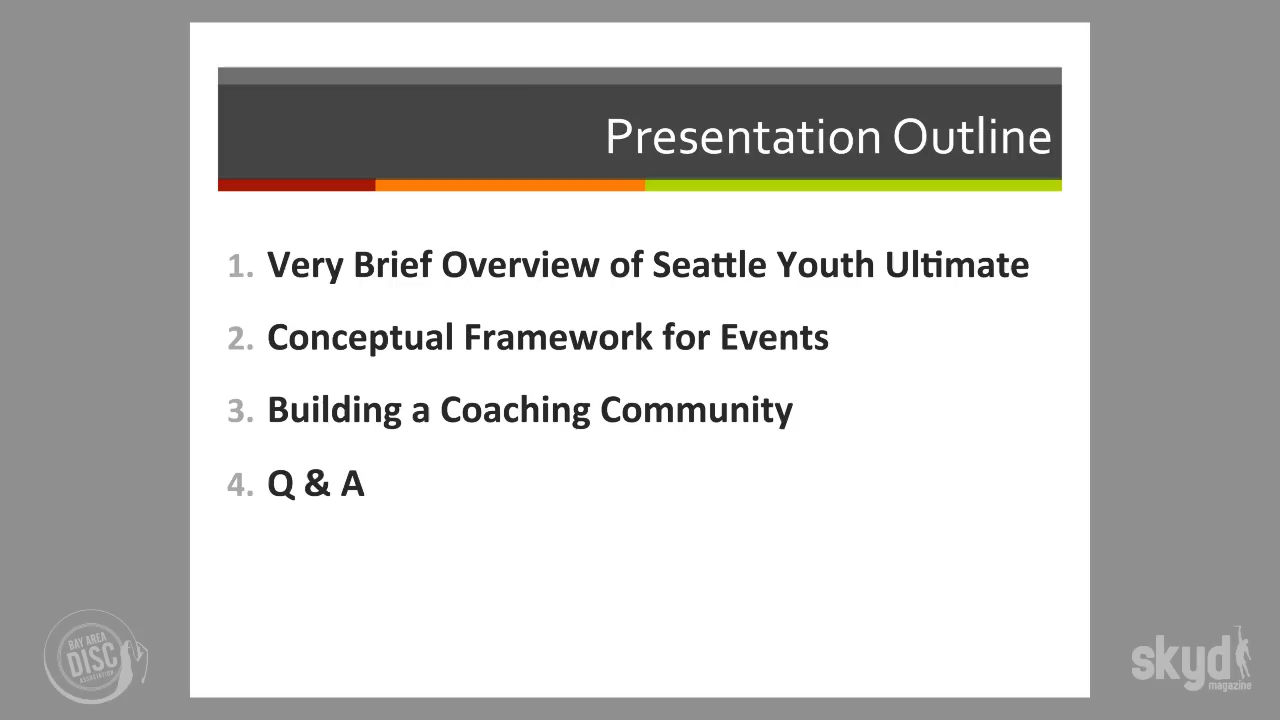 Presentation Outline
1. Very Brief Overview of Seattle Youth Ultimate
2. Conceptual Framework for Events
3. Building a Coaching Community
4. Q & A
BAY AREA
DISC
ASSOCIATION
skyd
magazine